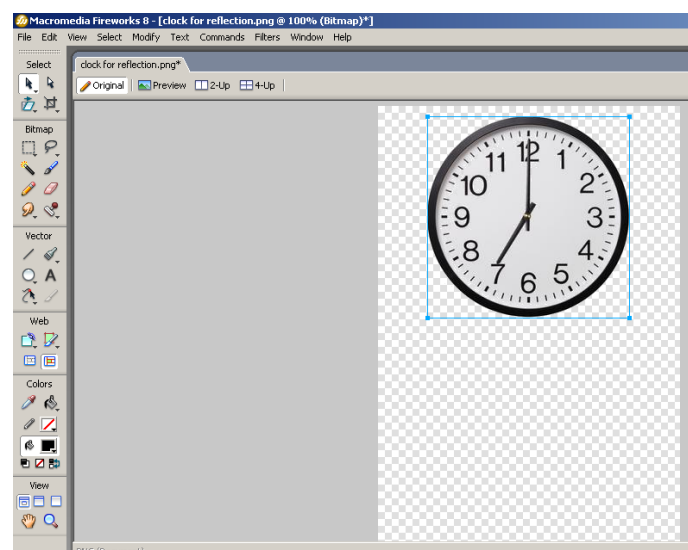 Macromedia Fireworks 8 - [clock for reflection.png @ 100% (Bitmap)*]
File Edit View Select Modify Text Commands Filters Window Help
Select
clock for reflection.png*
Original Preview 2-Up 4-Up
Bitmap
Vector
Web
Colors
View
12
11 1
10 2
9 3
8 4
7 5
6